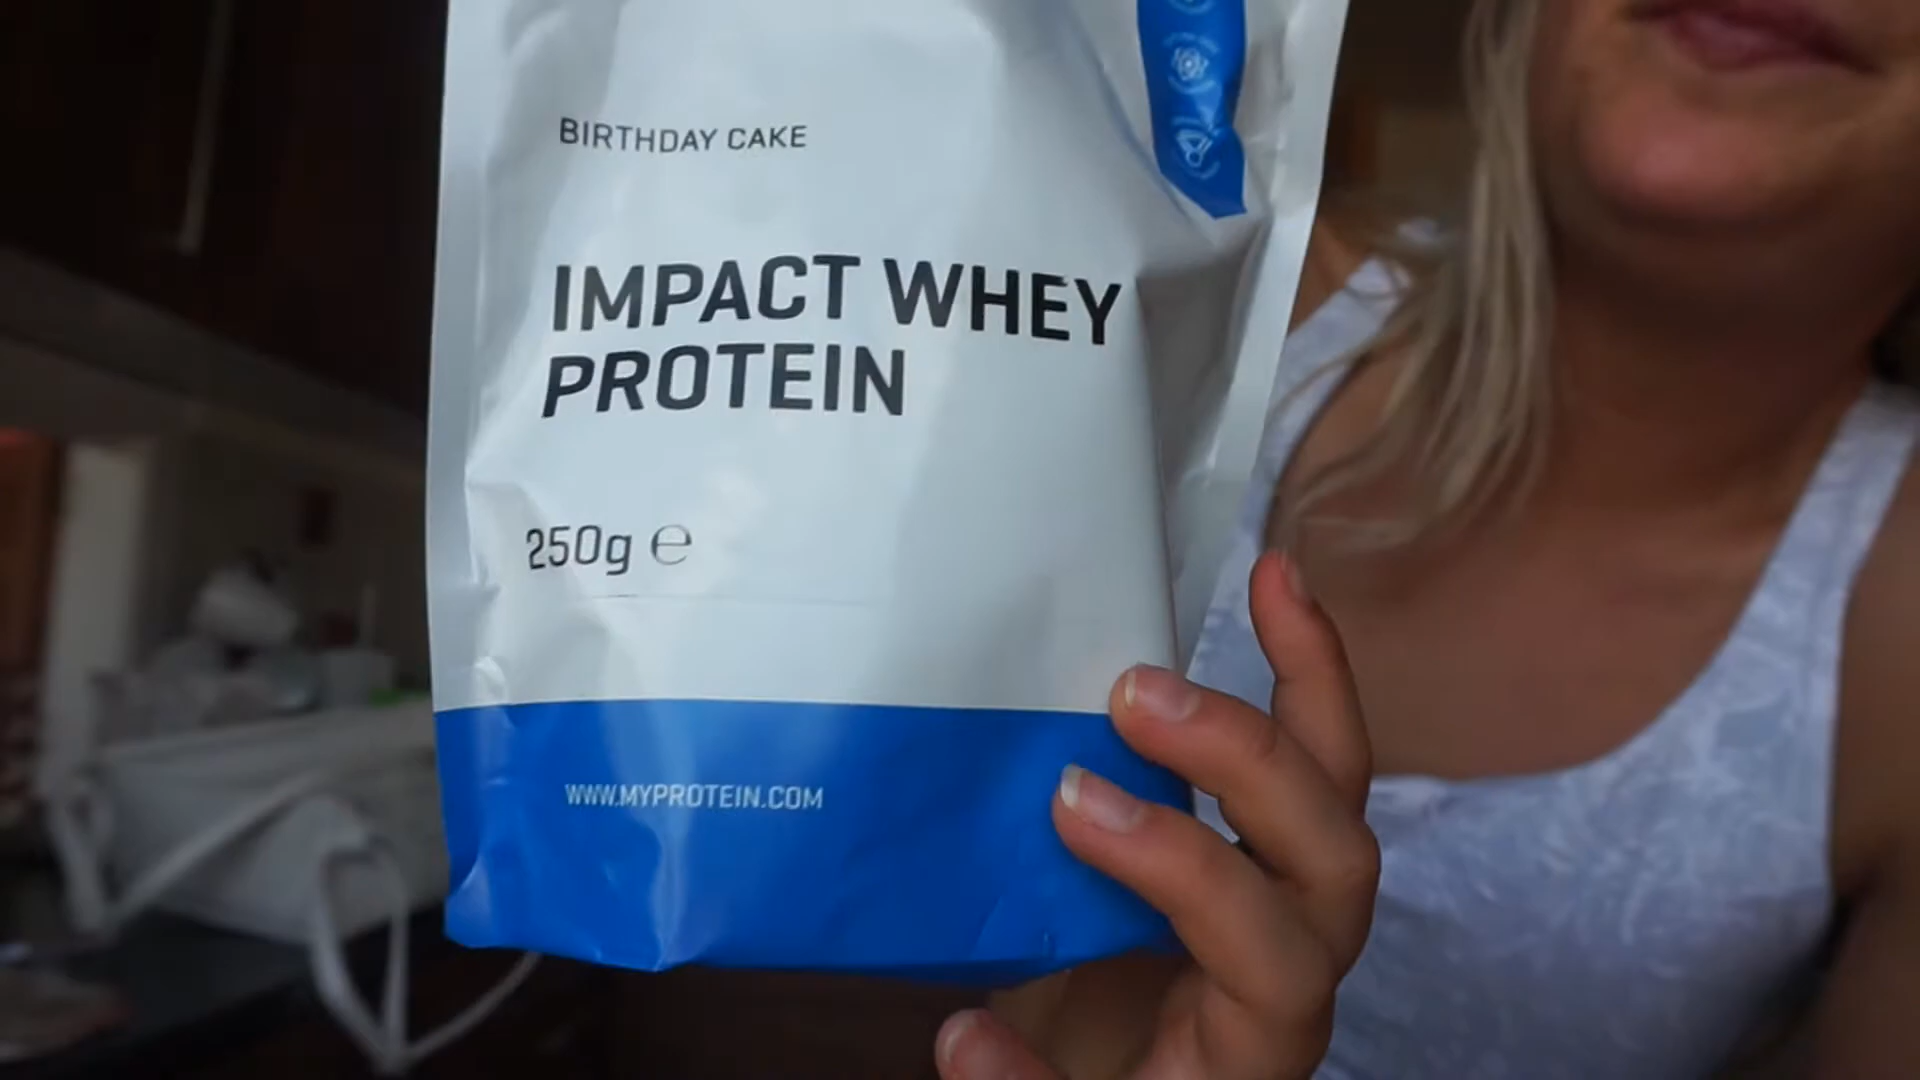 BIRTHDAY CAKE
IMPACT WHEY
PROTEIN
250g ℮
WWW.MYPROTEIN.COM